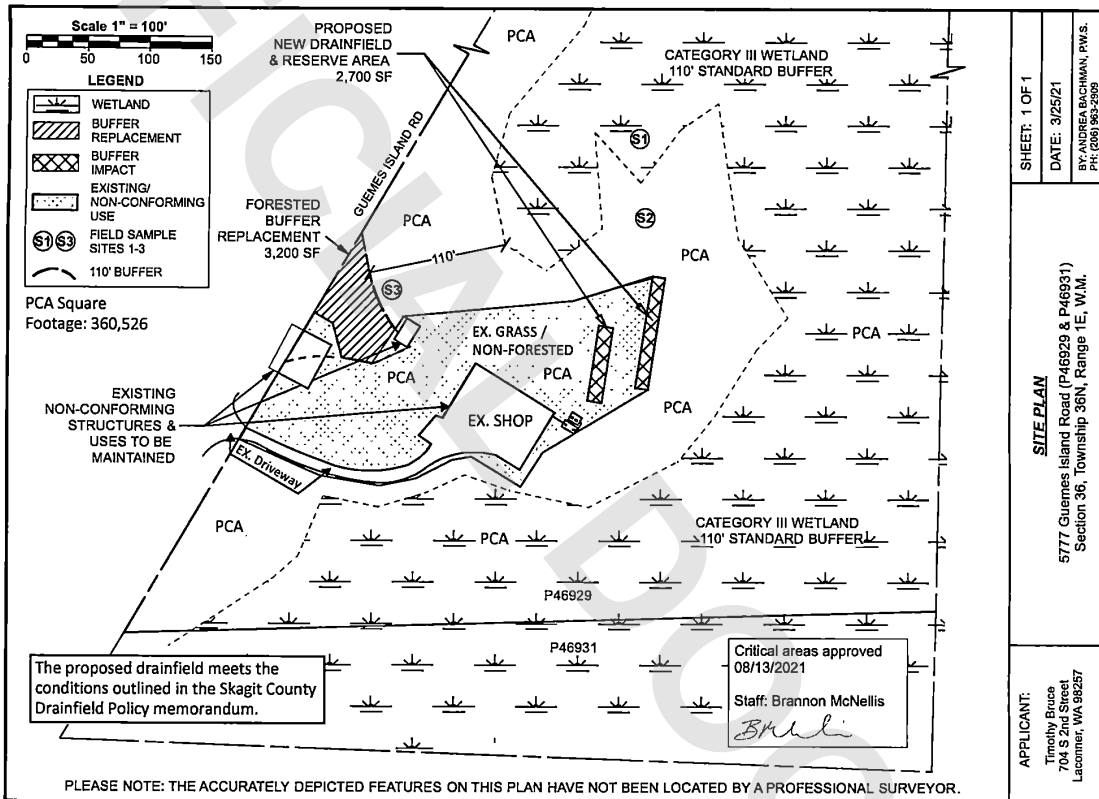 Scale 1" = 100'
0 50 100 150
LEGEND
WETLAND
BUFFER
REPLACEMENT
BUFFER
IMPACT
EXISTING/
NON-CONFORMING
USE
S1 S3 FIELD SAMPLE
SITES 1-3
110' BUFFER
PCA Square
Footage: 360,526
PROPOSED
NEW DRAINFIELD
& RESERVE AREA
2,700 SF
PCA
CATEGORY III WETLAND
110' STANDARD BUFFER
GUEMES ISLAND RD
S1
FORESTED
BUFFER
REPLACEMENT
3,200 SF
PCA
S2
110'
PCA
S3
EX. GRASS /
NON-FORESTED
PCA
PCA
PCA
PCA
EXISTING
NON-CONFORMING
STRUCTURES &
USES TO BE
MAINTAINED
EX. SHOP
EX. Driveway
PCA
PCA
CATEGORY III WETLAND
110' STANDARD BUFFER
P46929
P46931
The proposed drainfield meets the
conditions outlined in the Skagit County
Drainfield Policy memorandum.
Critical areas approved
08/13/2021
Staff: Brannon McNellis
PLEASE NOTE: THE ACCURATELY DEPICTED FEATURES ON THIS PLAN HAVE NOT BEEN LOCATED BY A PROFESSIONAL SURVEYOR.
SHEET: 1 OF 1
DATE: 3/25/21
BY: ANDREA BACHMAN, P.W.S.
PH: (206) 963-2909
SITE PLAN
5777 Guemes Island Road (P46929 & P46931)
Section 36, Township 36N, Range 1E, W.M.
APPLICANT:
Timothy Bruce
704 S 2nd Street
Laconner, WA 98257